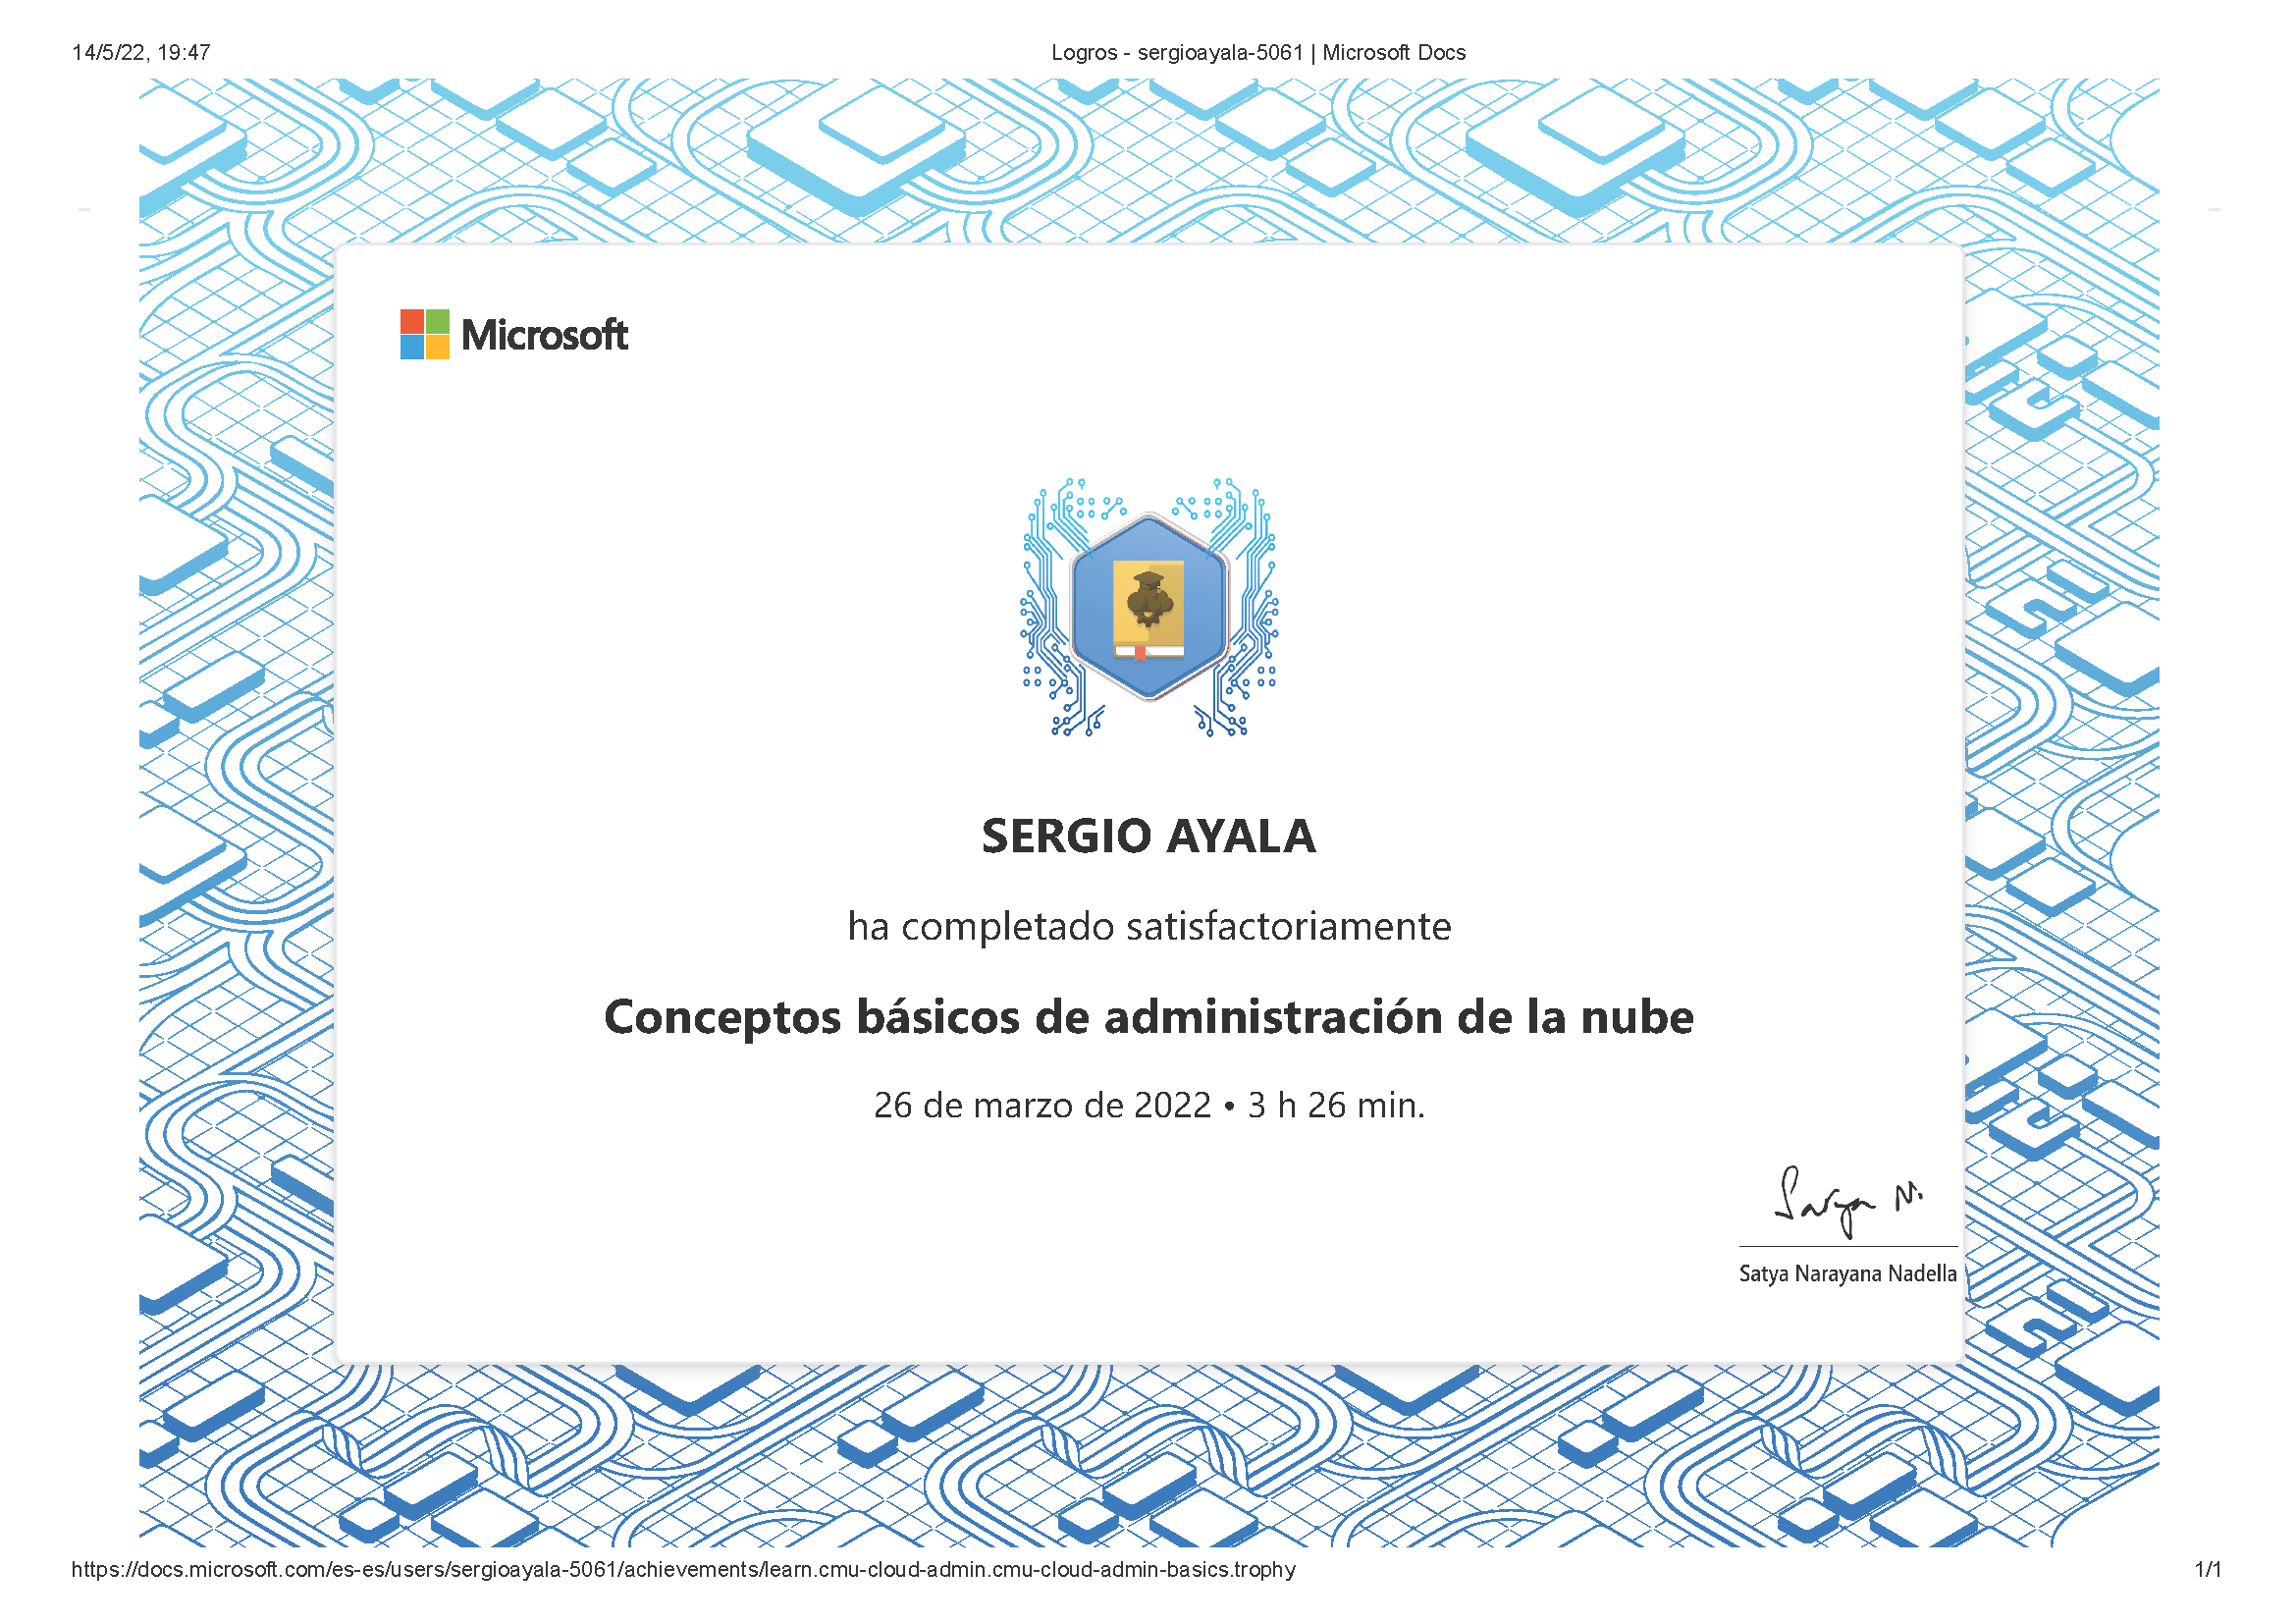 14/5/22, 19:47
Logros - sergioayala-5061 | Microsoft Docs
Microsoft
SERGIO AYALA
ha completado satisfactoriamente
Conceptos básicos de administración de la nube
26 de marzo de 2022 • 3 h 26 min.
Satya N.
Satya Narayana Nadella
https://docs.microsoft.com/es-es/users/sergioayala-5061/achievements/learn.cmu-cloud-admin.cmu-cloud-admin-basics.trophy
1/1